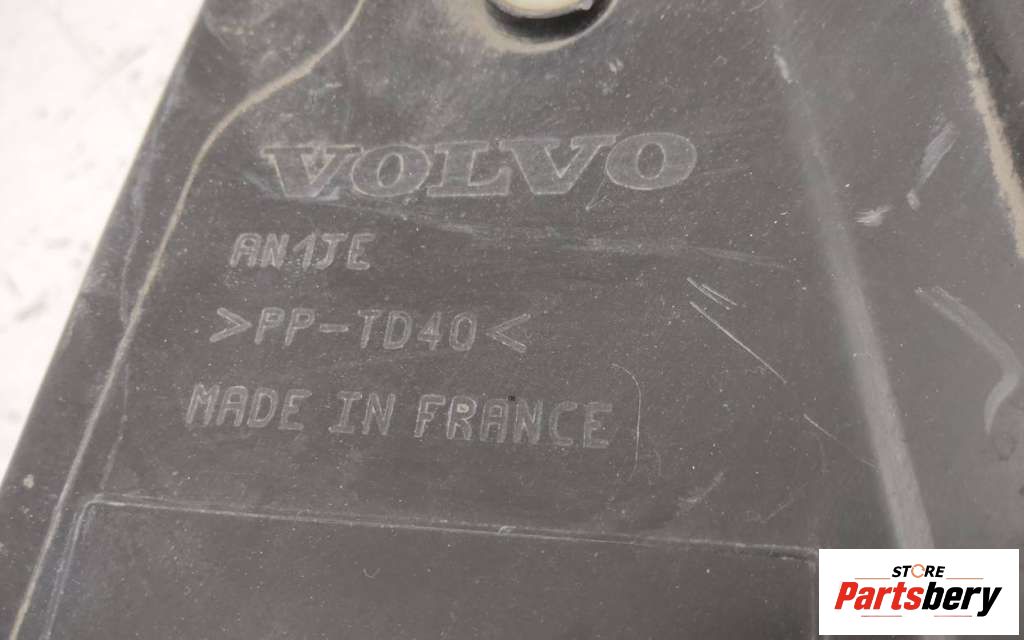 VOLVO
AN1JE
>PP-TD40<
MADE IN FRANCE
STORE
Partsbery